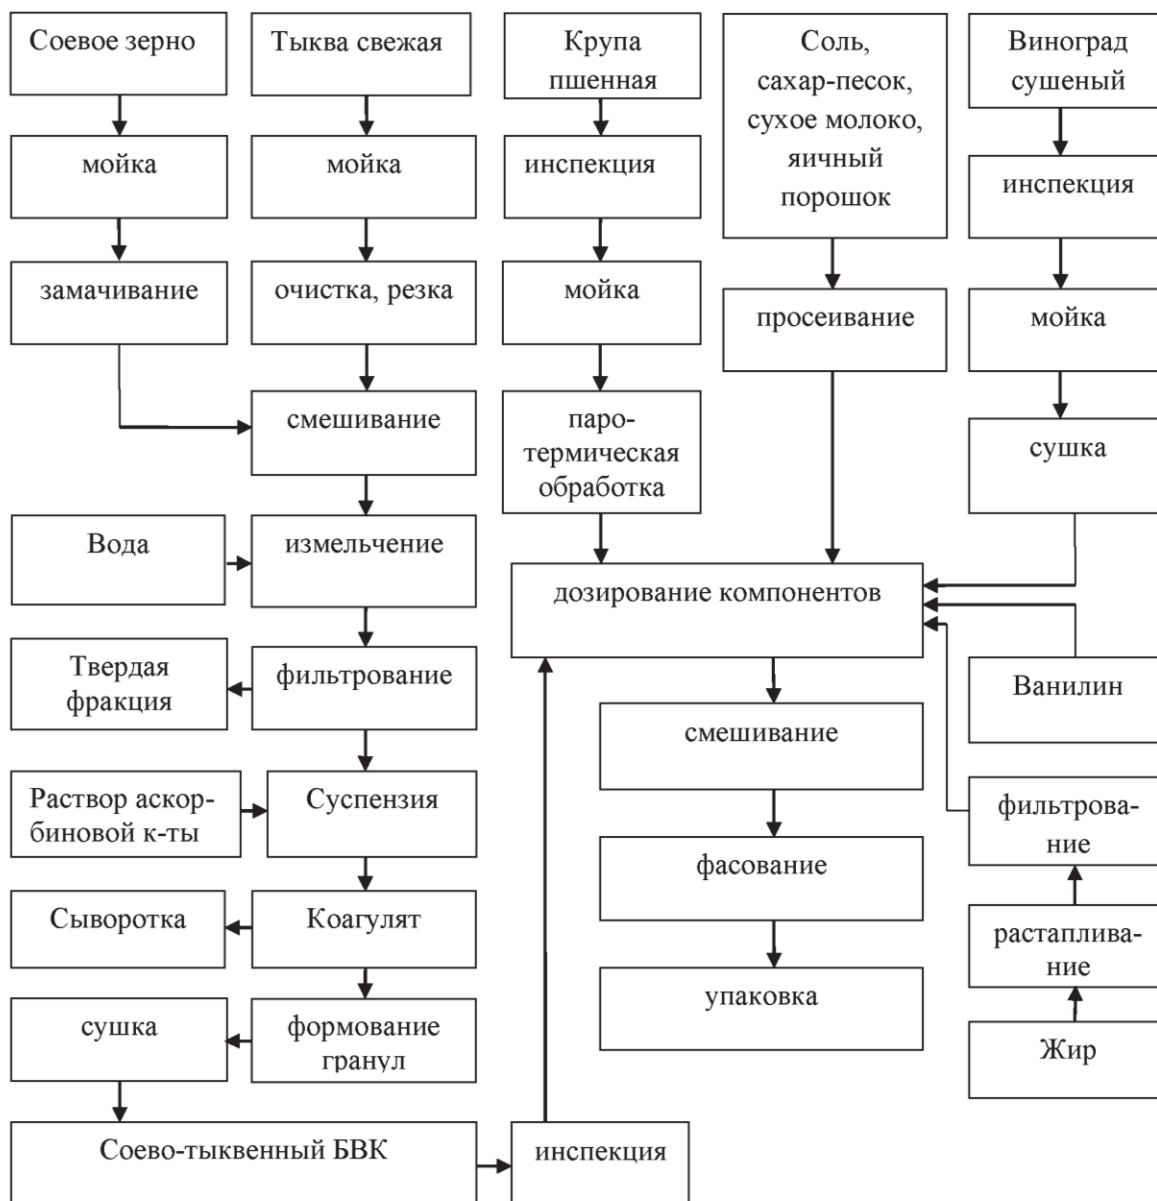 Соевое зерно
Тыква свежая
Крупа
пшенная
Соль,
сахар-песок,
сухое молоко,
яичный
порошок
Виноград
сушеный
мойка
мойка
инспекция
инспекция
замачивание
очистка, резка
мойка
просеивание
мойка
смешивание
паро-
термическая
обработка
сушка
Вода
измельчение
дозирование компонентов
Твердая
фракция
фильтрование
Ванилин
смешивание
Раствор аскор-
биновой к-ты
Суспензия
фильтрова-
ние
фасование
Сыворотка
Коагулят
растаплива-
ние
упаковка
сушка
формование
гранул
Жир
Соево-тыквенный БВК
инспекция